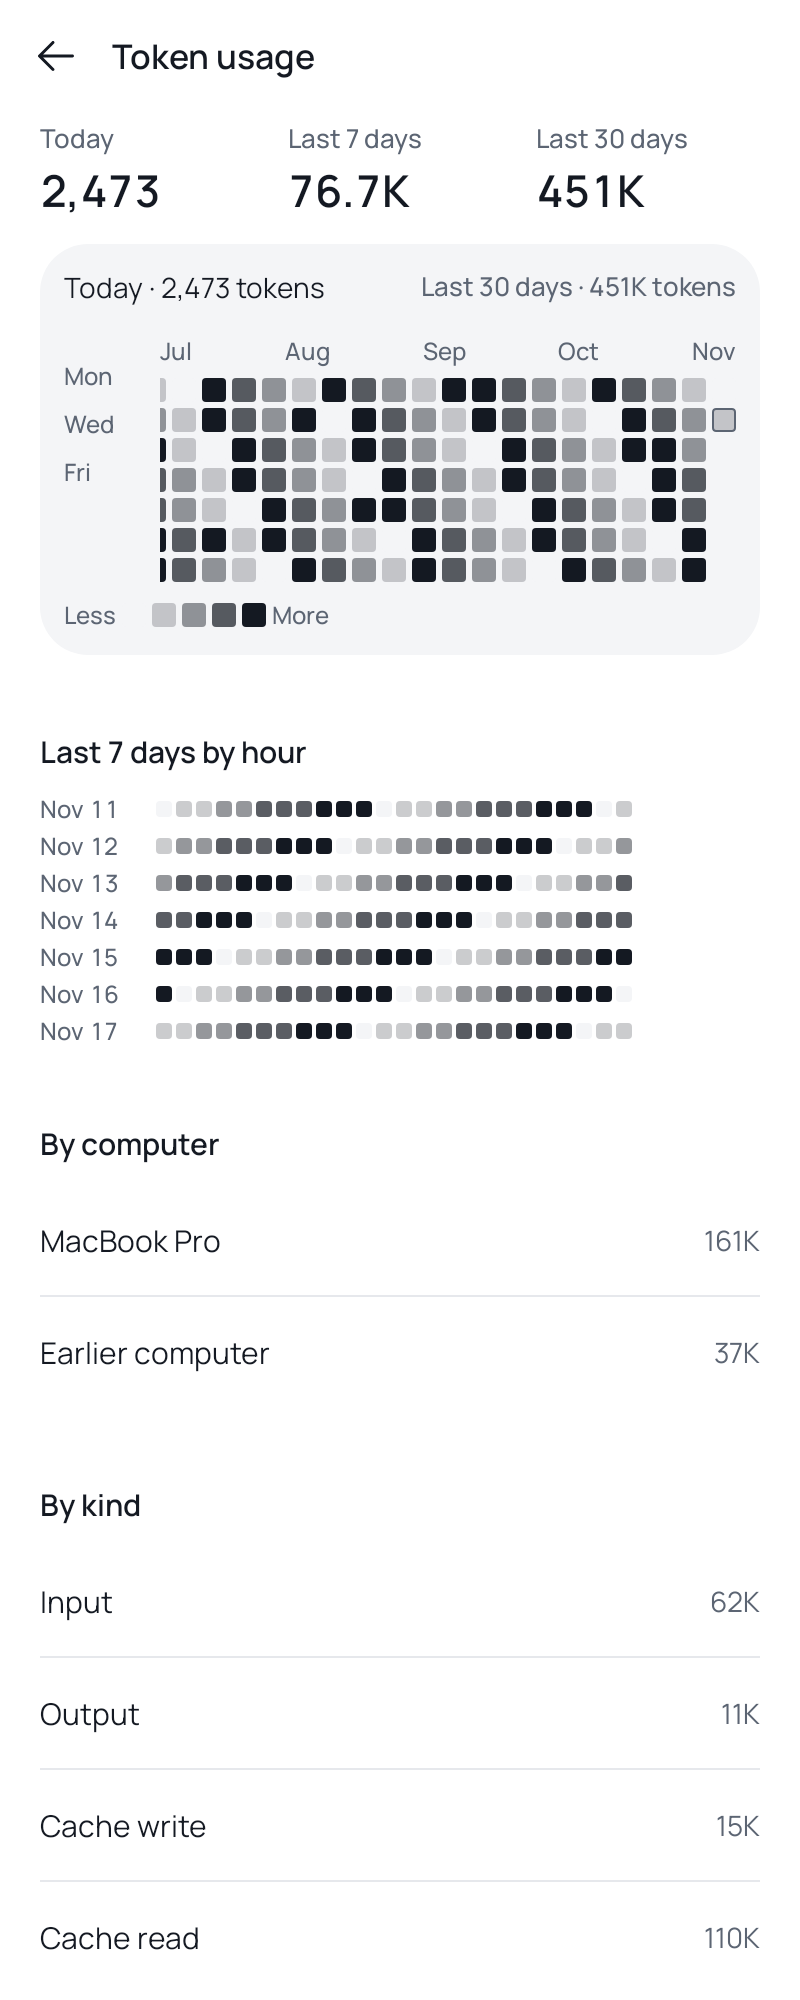 Token usage
Today Last 7 days Last 30 days
2,473 76.7K 451K
Today · 2,473 tokens Last 30 days · 451K tokens
Jul Aug Sep Oct Nov
Mon
Wed
Fri
Less More
Last 7 days by hour
Nov 11
Nov 12
Nov 13
Nov 14
Nov 15
Nov 16
Nov 17
By computer
MacBook Pro 161K
Earlier computer 37K
By kind
Input 62K
Output 11K
Cache write 15K
Cache read 110K